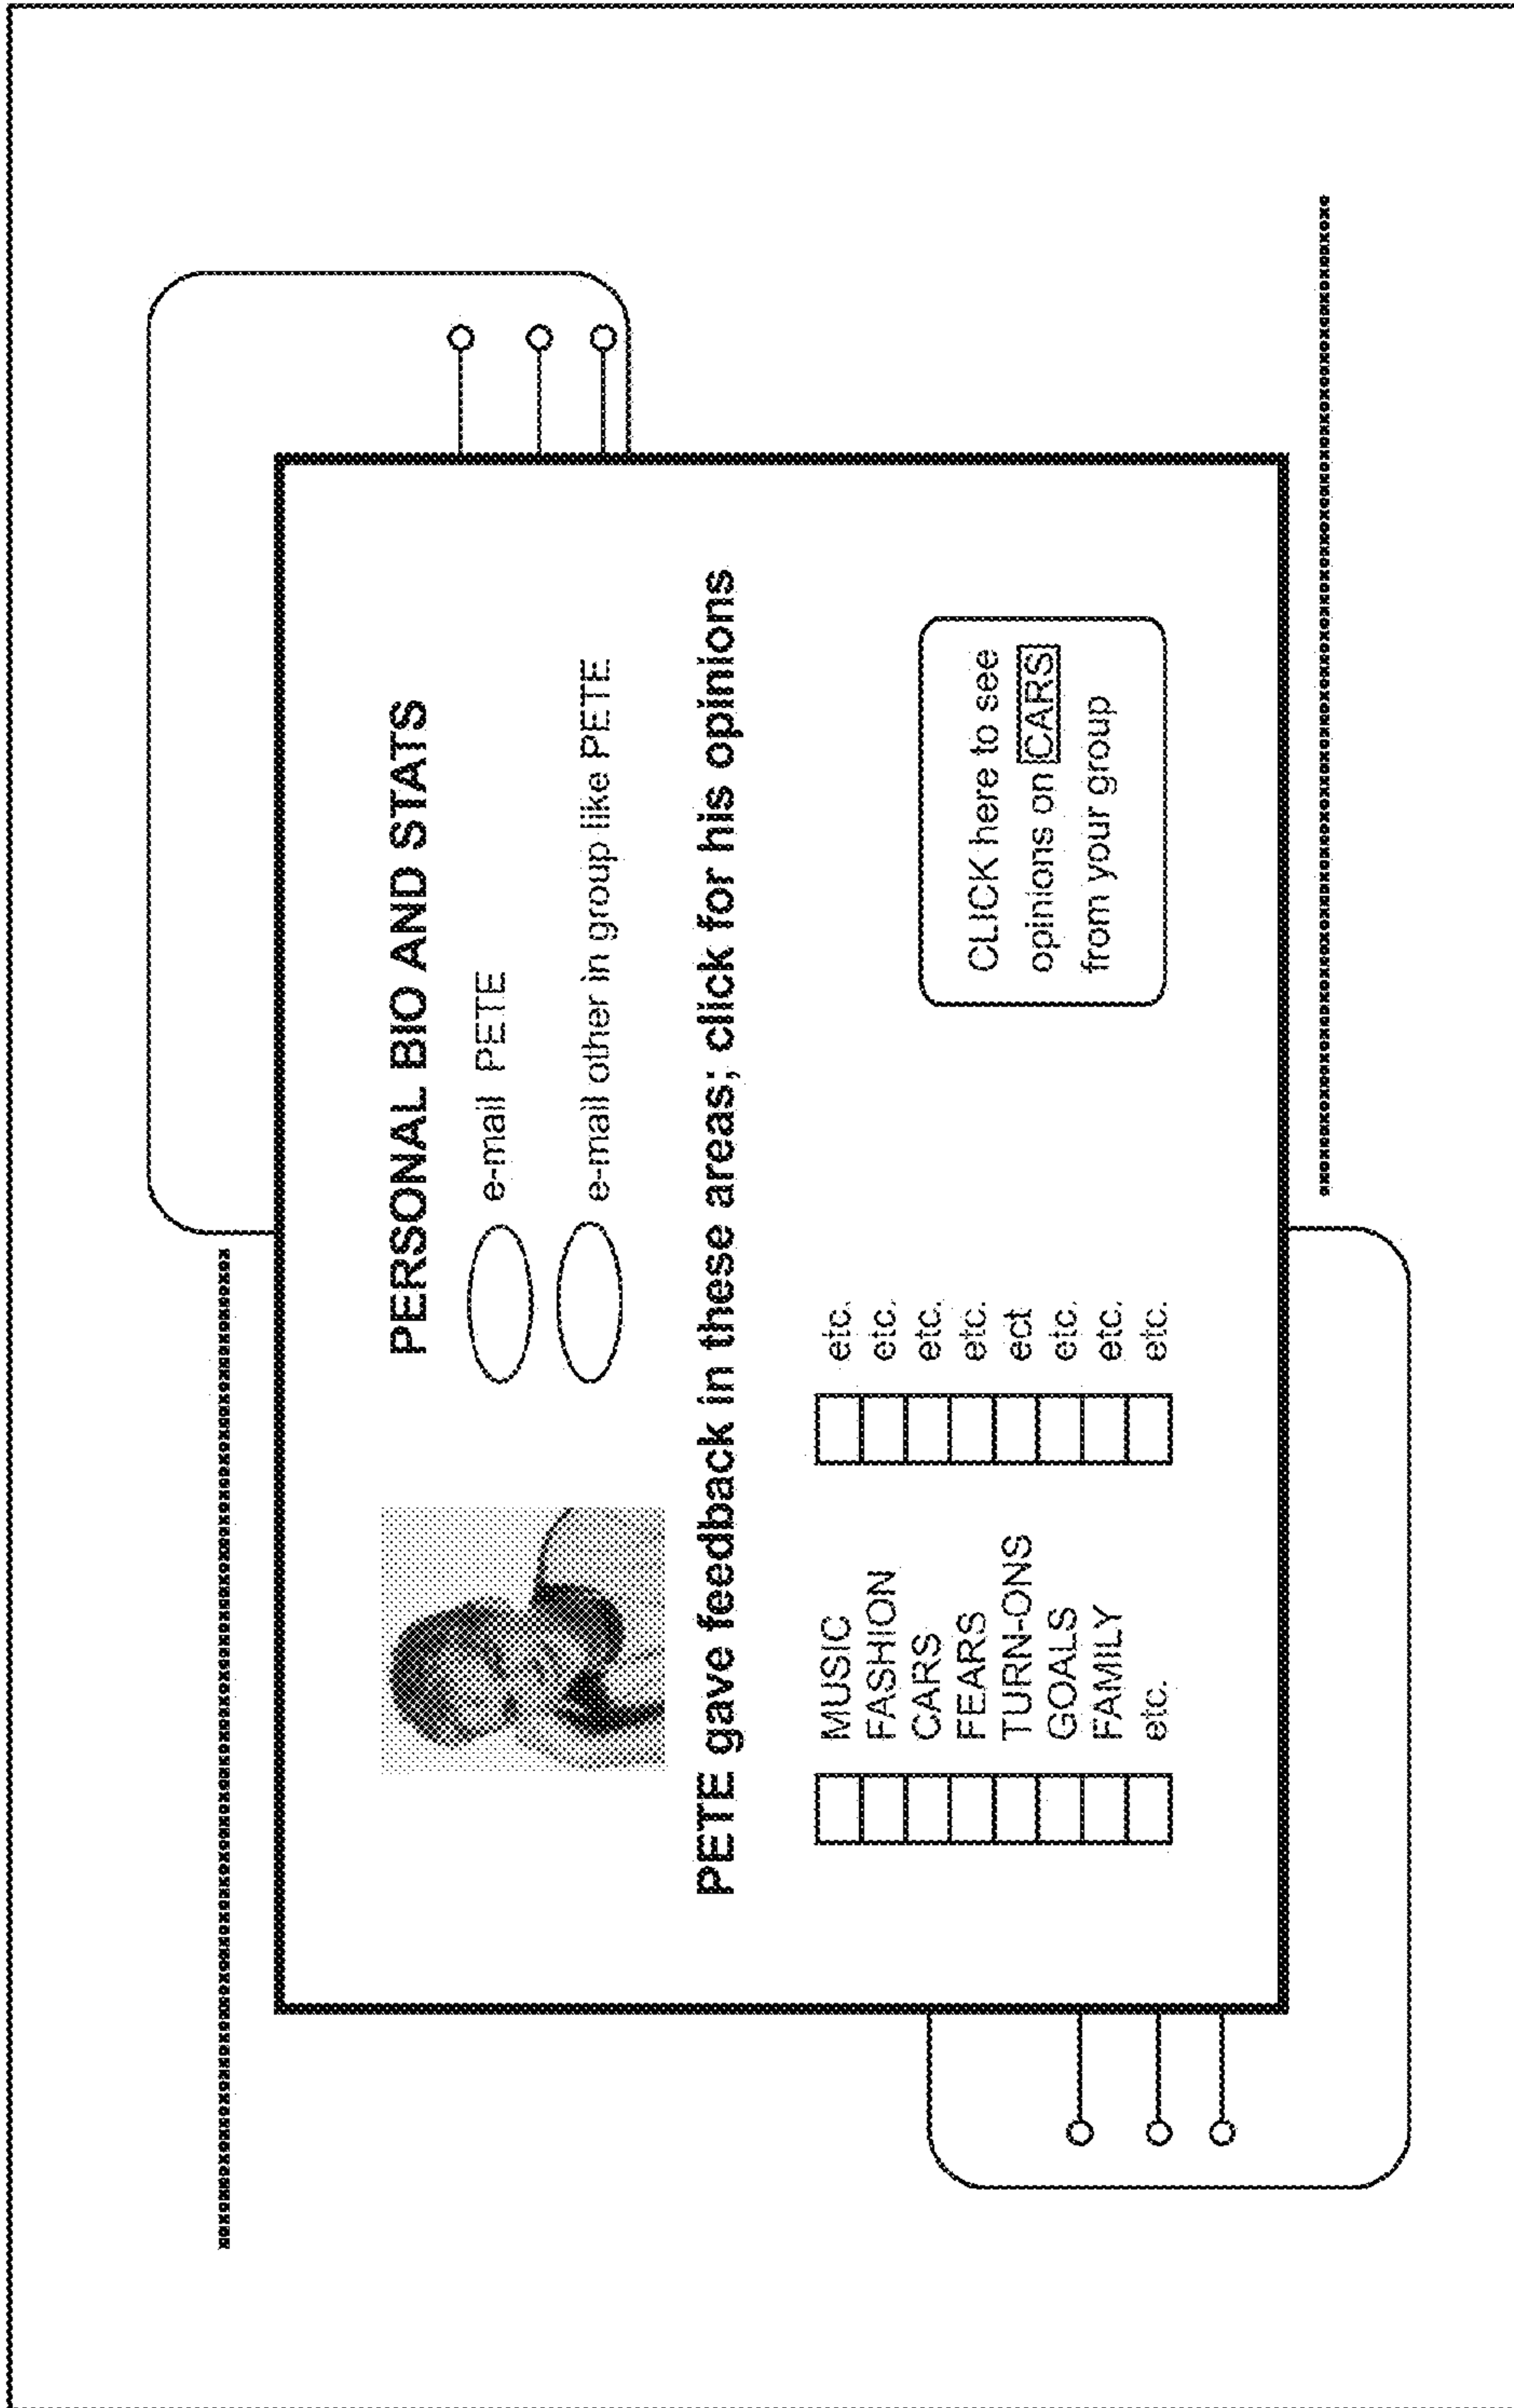 PERSONAL BIO AND STATS
e-mail PETE
e-mail other in group like PETE
PETE gave feedback in these areas; click for his opinions
MUSIC etc.
FASHION etc.
CARS etc.
FEARS etc.
TURN-ONS ect
GOALS etc.
FAMILY etc.
etc. etc.
CLICK here to see
opinions on CARS
from your group